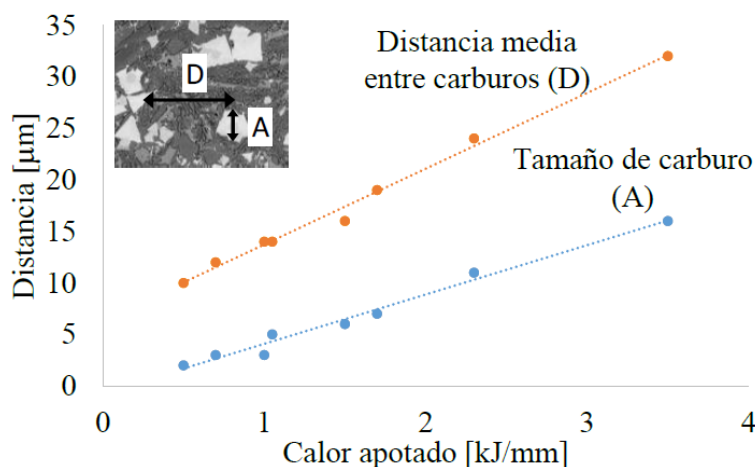 Distancia media
entre carburos (D)
Tamaño de carburo
(A)
D
A
Distancia [µm]
35
30
25
20
15
10
5
0
0 1 2 3 4
Calor apotado [kJ/mm]